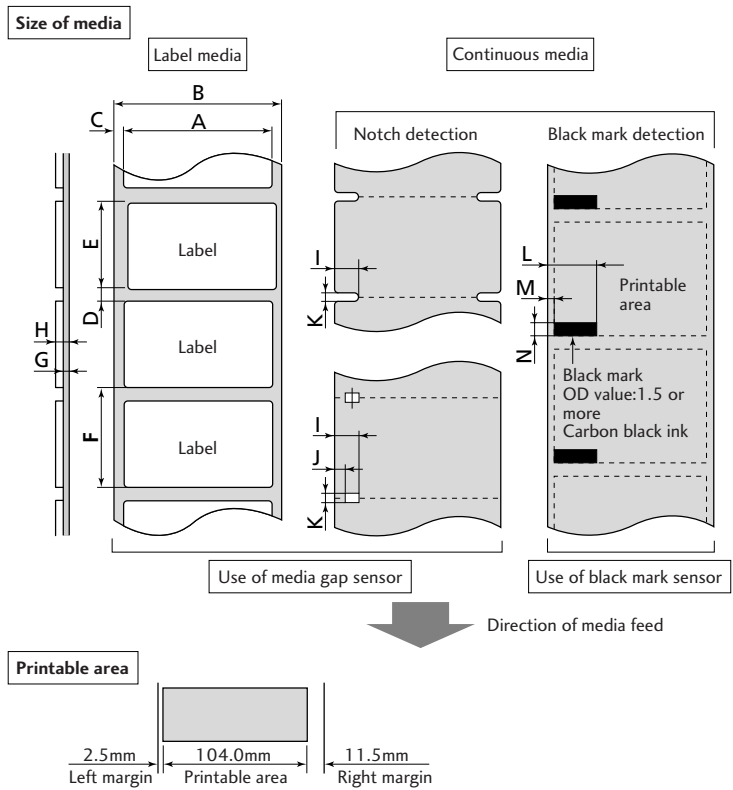 Size of media
Label media
Continuous media
B
C
A
Notch detection
Black mark detection
E
Label
I
L
M
Printable
area
D
K
H
G
Label
N
Black mark
OD value:1.5 or
more
Carbon black ink
F
Label
I
J
K
Use of media gap sensor
Use of black mark sensor
Direction of media feed
Printable area
2.5mm
104.0mm
11.5mm
Left margin
Printable area
Right margin